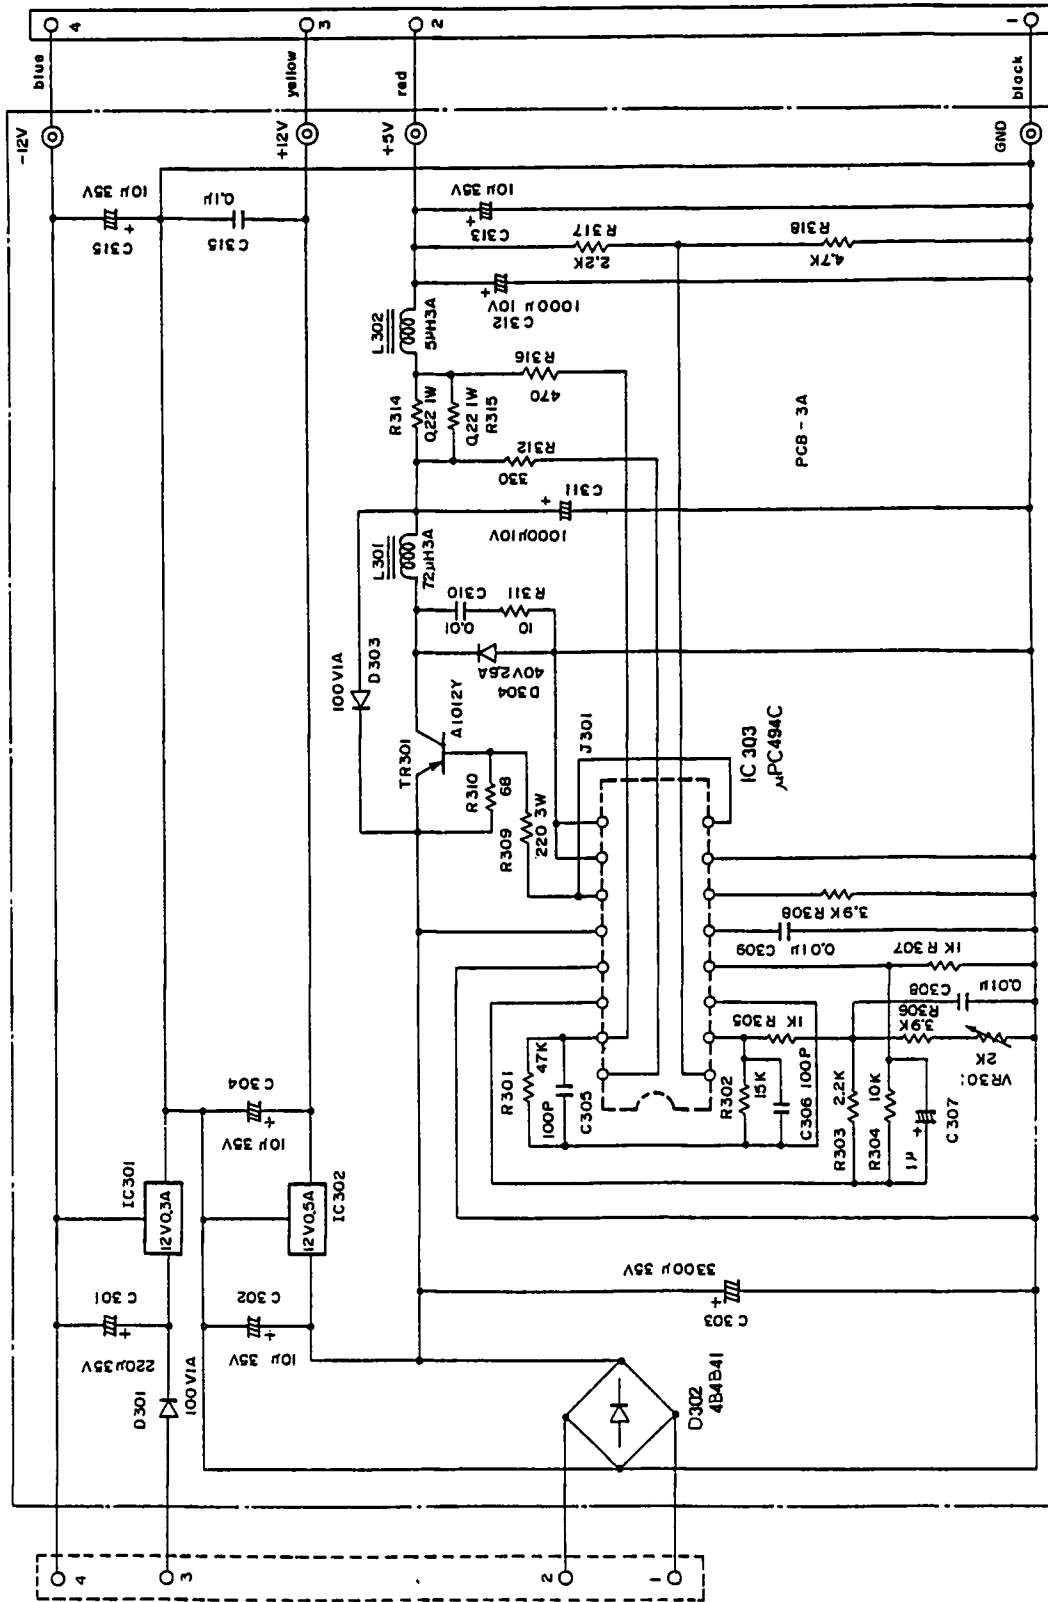 4
3
2
1
blue
yellow
red
black
-12V
+12V
+5V
GND
10μ 35V
+
C315
0.1μ
C315
10μ 35V
+
C313
R317
2.2K
R318
4.7K
+
1000μ 10V
C312
L302
5μH3A
R314
0.22 1W
0.22 1W
R315
R316
470
R312
330
+
C311
1000μ10V
L301
72μH3A
C310
0.01
R311
10
100V1A
D303
40V2.6A
D304
TR301
A1012Y
R310
68
R309
220 3W
J301
IC 303
μPC494C
PCB-3A
3.9K R308
0.01μ
C309
1K R307
0.01μ
C308
R306
3.9K
2K
VR301
1K R305
R301
47K
100P
C305
R302
15K
C306 100P
R303
2.2K
R304
10K
1μ +
C307
C304
10μ 35V
+
IC301
12V0.3A
IC302
12V0.5A
C301
+
220μ35V
C302
+
10μ 35V
3300μ 35V
+
C303
D301
100V1A
D302
4B4B41
4
3
2
1